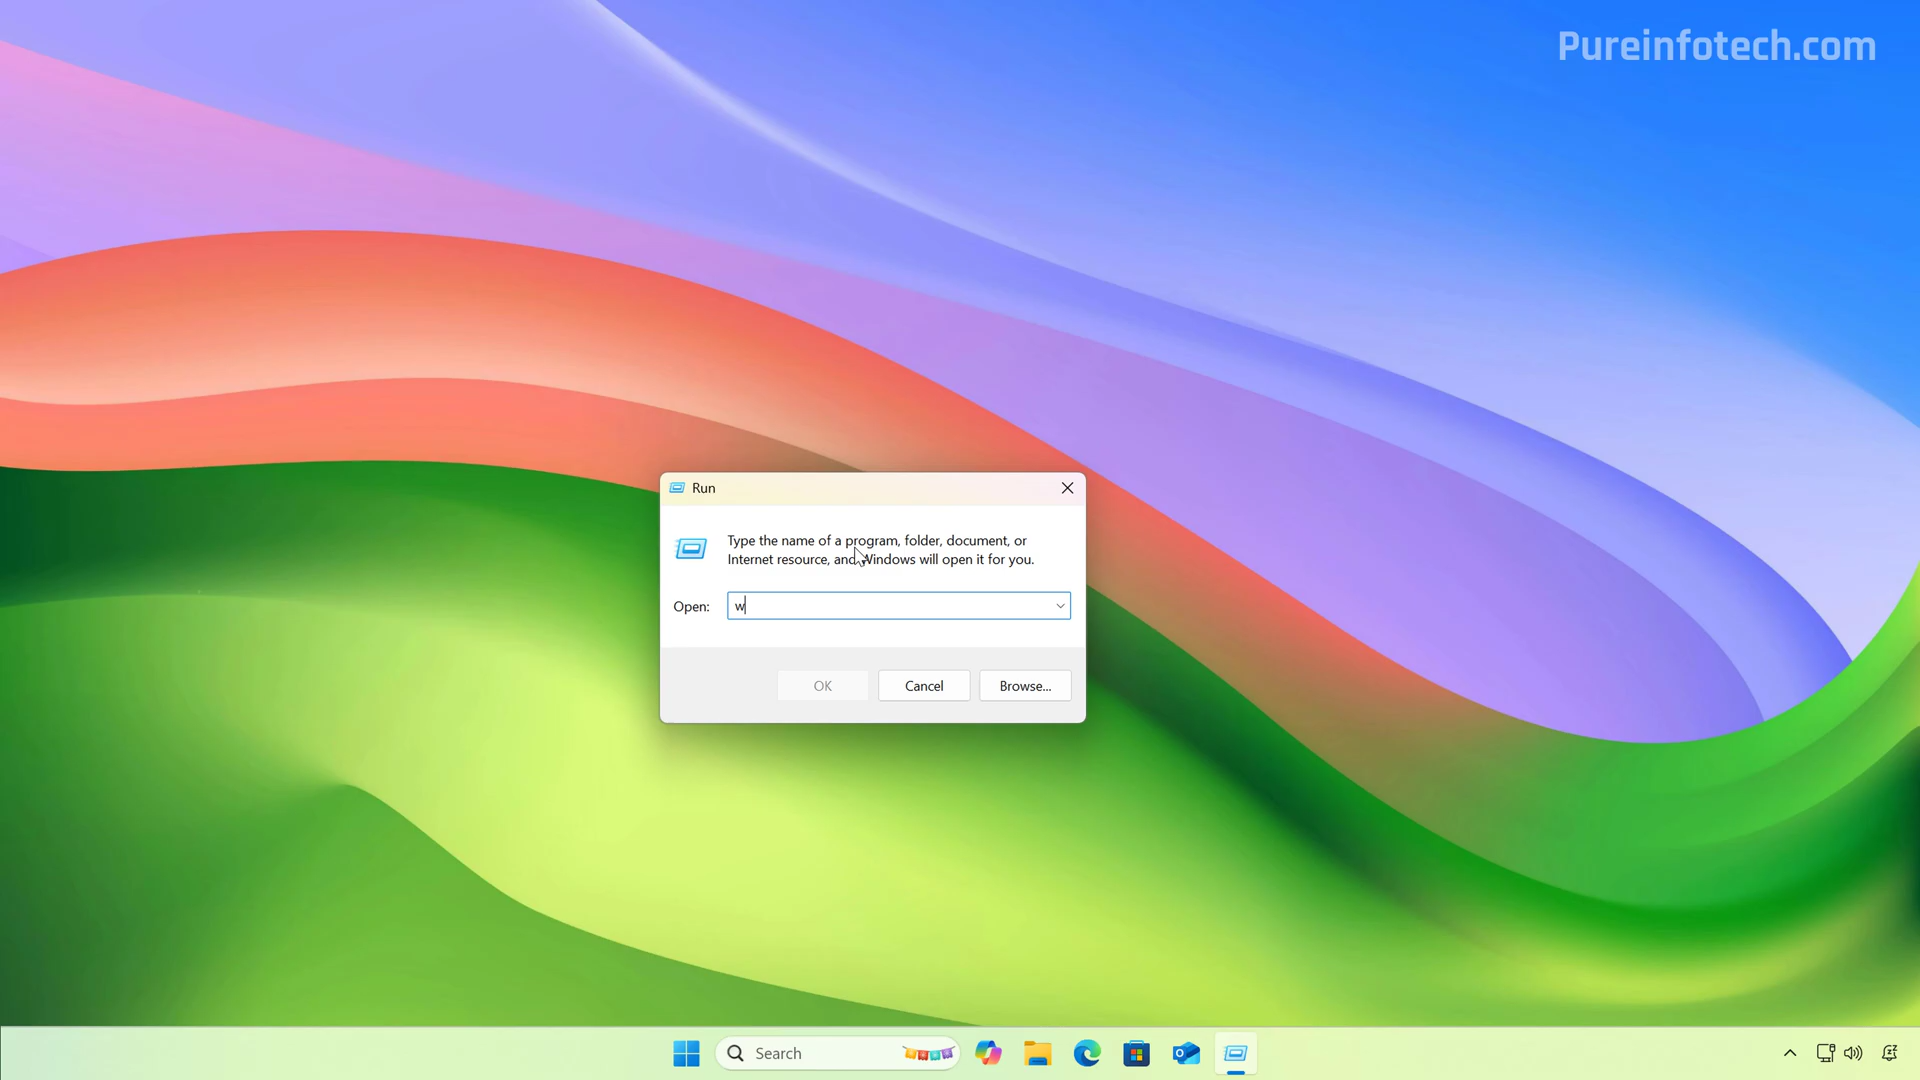 Pureinfotech.com
Run
Type the name of a program, folder, document, or
Internet resource, and Windows will open it for you.
Open: w
OK Cancel Browse...
Search